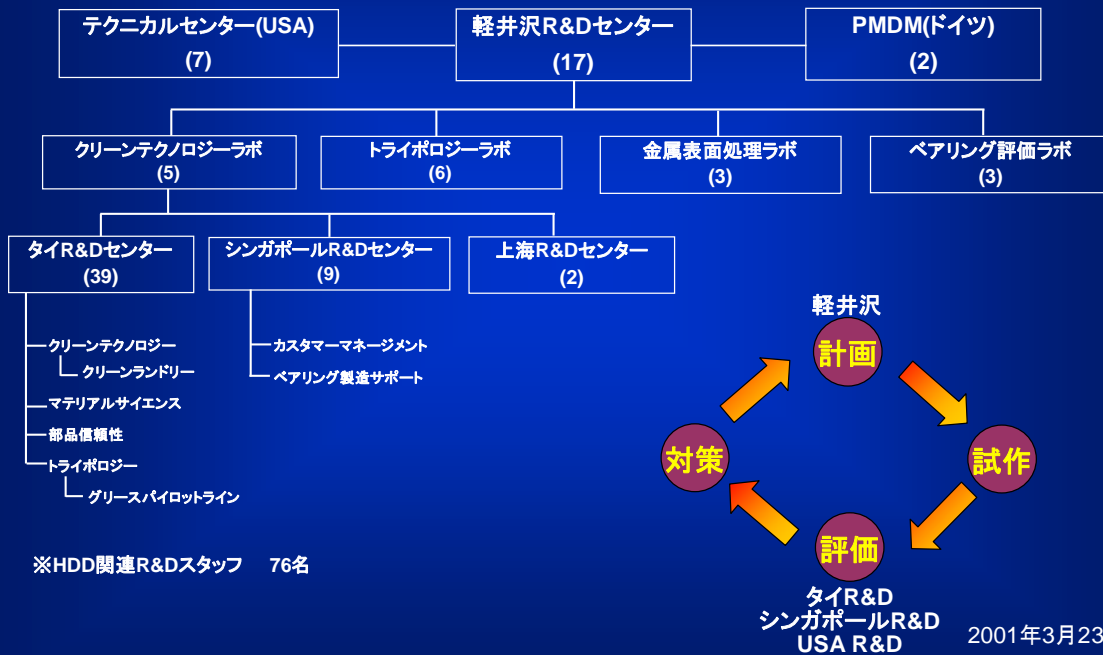 テクニカルセンター(USA)
(7)
軽井沢R&Dセンター
(17)
PMDM(ドイツ)
(2)
クリーンテクノロジーラボ
(5)
トライポロジーラボ
(6)
金属表面処理ラボ
(3)
ベアリング評価ラボ
(3)
タイR&Dセンター
(39)
シンガポールR&Dセンター
(9)
上海R&Dセンター
(2)
クリーンテクノロジー
クリーンランドリー
マテリアルサイエンス
部品信頼性
トライポロジー
グリースパイロットライン
カスタマーマネージメント
ベアリング製造サポート
※HDD関連R&Dスタッフ 76名
軽井沢
計画
対策
試作
評価
タイR&D
シンガポールR&D
USA R&D
2001年3月23